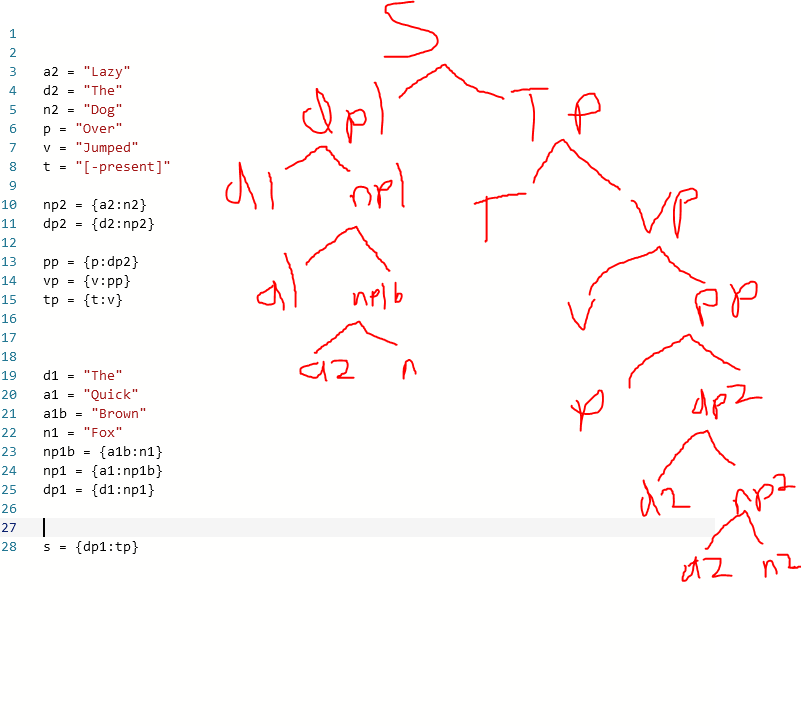 1
2
3 a2 = "Lazy"
4 d2 = "The"
5 n2 = "Dog"
6 p = "Over"
7 v = "Jumped"
8 t = "[-present]"
9
10 np2 = {a2:n2}
11 dp2 = {d2:np2}
12
13 pp = {p:dp2}
14 vp = {v:pp}
15 tp = {t:v}
16
17
18
19 d1 = "The"
20 a1 = "Quick"
21 a1b = "Brown"
22 n1 = "Fox"
23 np1b = {a1b:n1}
24 np1 = {a1:np1b}
25 dp1 = {d1:np1}
26
27
28 s = {dp1:tp}
S
dp1 TP
d1 np1 T VP
a1 np1b V pp
a2 n p dp2
d2 np2
a2 n2